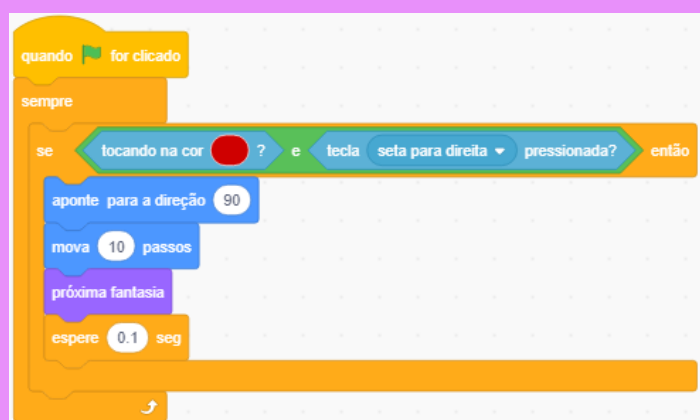 quando for clicado
sempre
se tocando na cor ? e tecla seta para direita pressionada? então
aponte para a direção 90
mova 10 passos
próxima fantasia
espere 0.1 seg